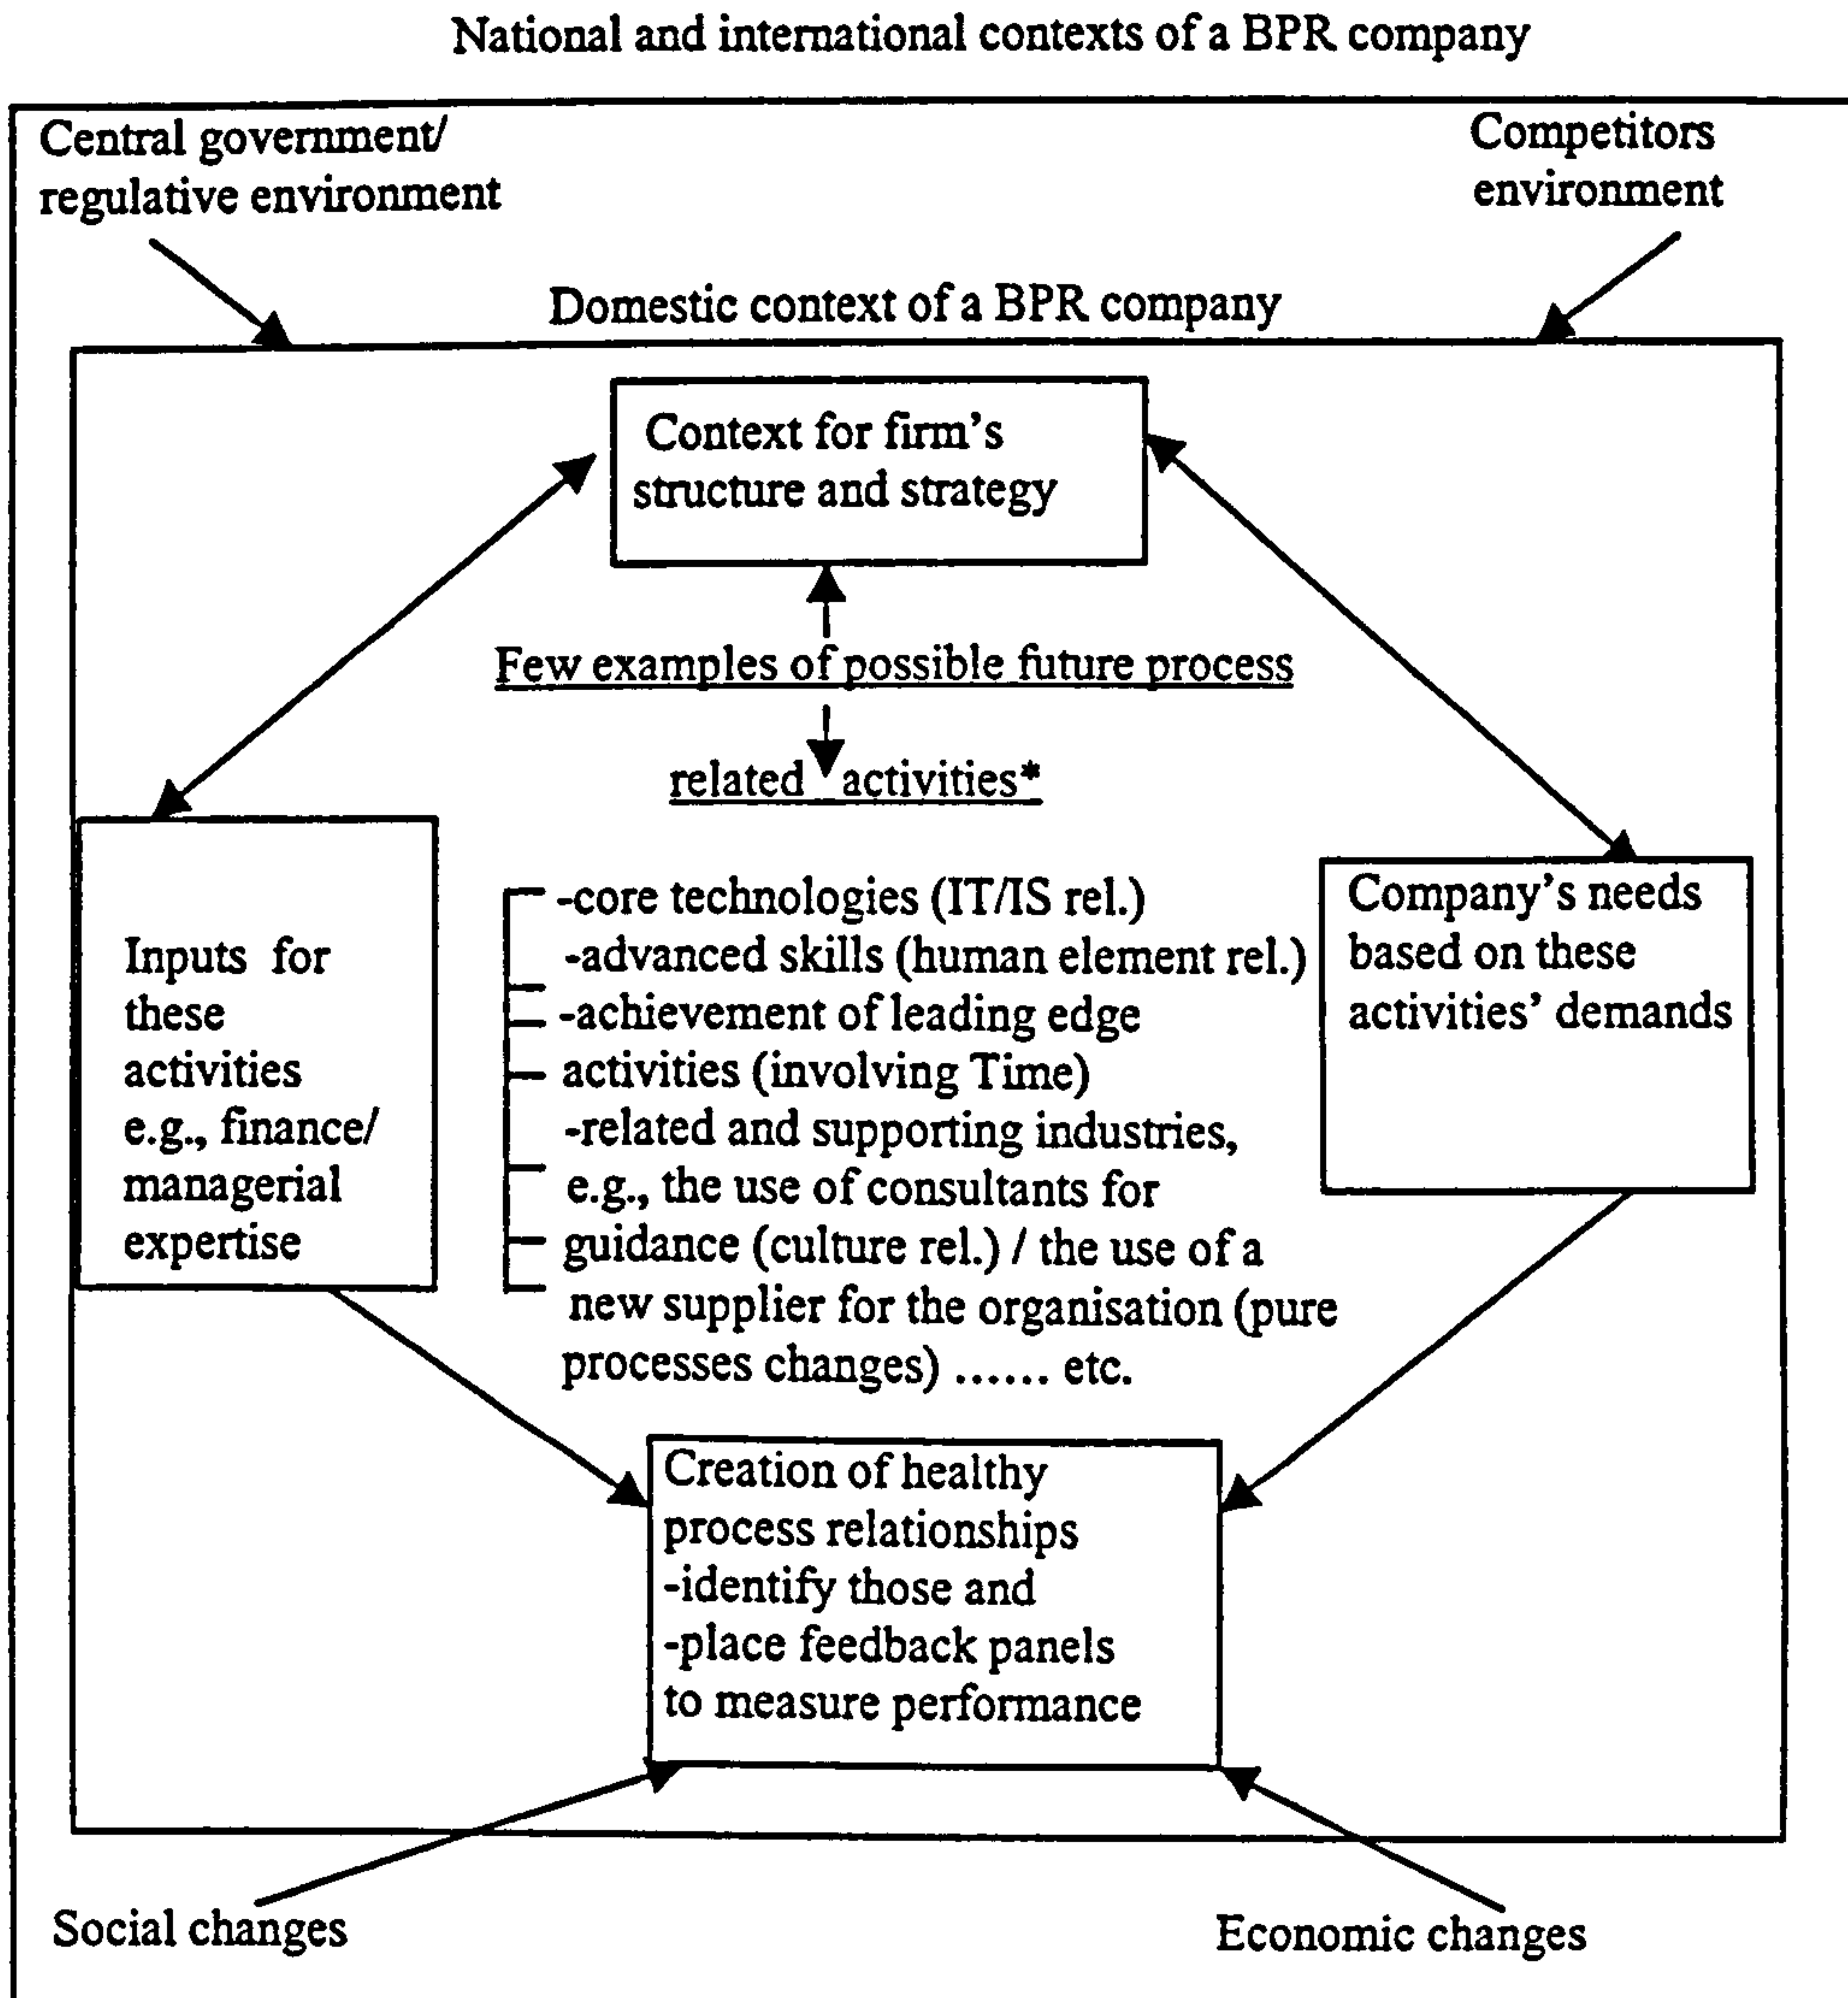 National and international contexts of a BPR company
Central government/
regulative environment
Competitors
environment
Domestic context of a BPR company
Context for firm's
structure and strategy
Few examples of possible future process
related activities*
Inputs for
these
activities
e.g., finance/
managerial
expertise
-core technologies (IT/IS rel.)
-advanced skills (human element rel.)
-achievement of leading edge
activities (involving Time)
-related and supporting industries,
e.g., the use of consultants for
guidance (culture rel.) / the use of a
new supplier for the organisation (pure
processes changes) ...... etc.
Company's needs
based on these
activities' demands
Creation of healthy
process relationships
-identify those and
-place feedback panels
to measure performance
Social changes
Economic changes